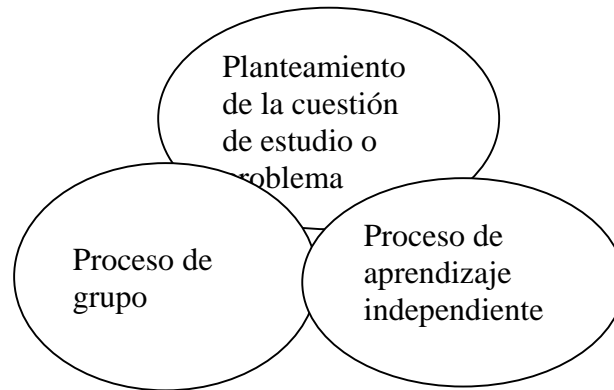 Planteamiento
de la cuestión
de estudio o
problema
Proceso de
grupo
Proceso de
aprendizaje
independiente